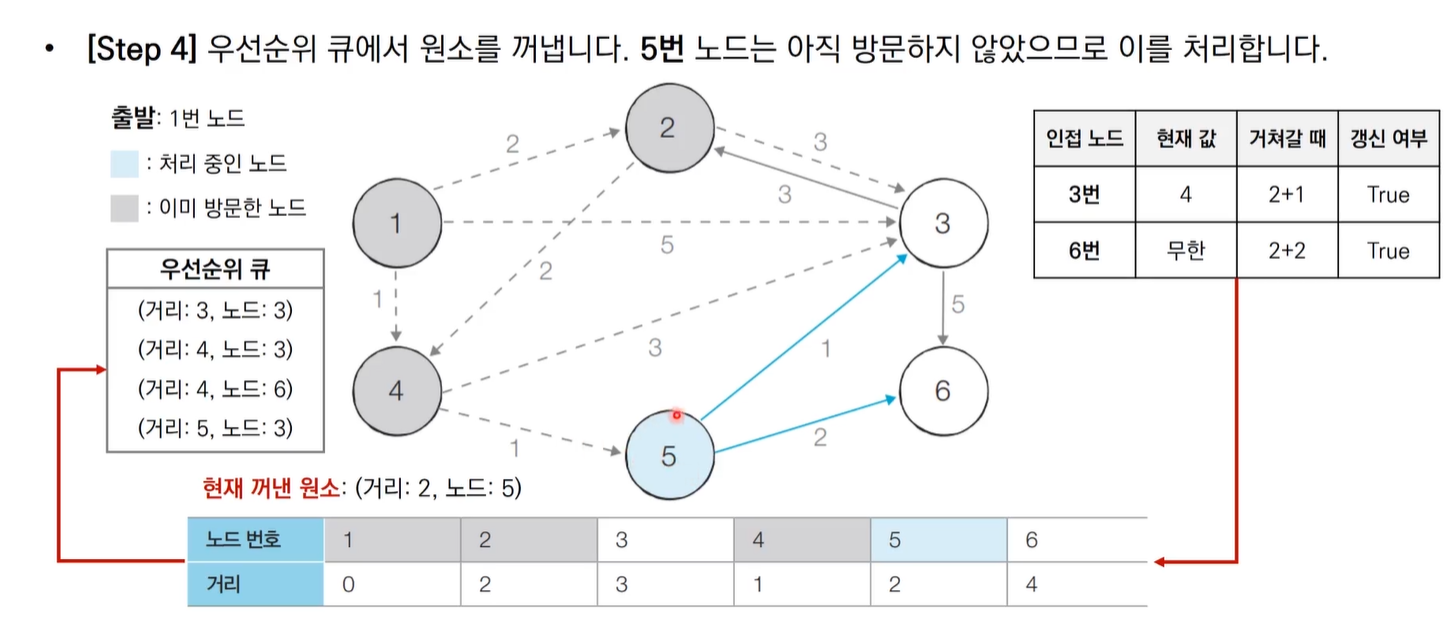 • [Step 4] 우선순위 큐에서 원소를 꺼냅니다. 5번 노드는 아직 방문하지 않았으므로 이를 처리합니다.
출발: 1번 노드
: 처리 중인 노드
: 이미 방문한 노드
우선순위 큐
(거리: 3, 노드: 3)
(거리: 4, 노드: 3)
(거리: 4, 노드: 6)
(거리: 5, 노드: 3)
2
2
3
3
1
5
3
1
2
5
4
3
1
6
1
5
2
인접 노드 현재 값 거쳐갈 때 갱신 여부
3번 4 2+1 True
6번 무한 2+2 True
현재 꺼낸 원소: (거리: 2, 노드: 5)
노드 번호 1 2 3 4 5 6
거리 0 2 3 1 2 4